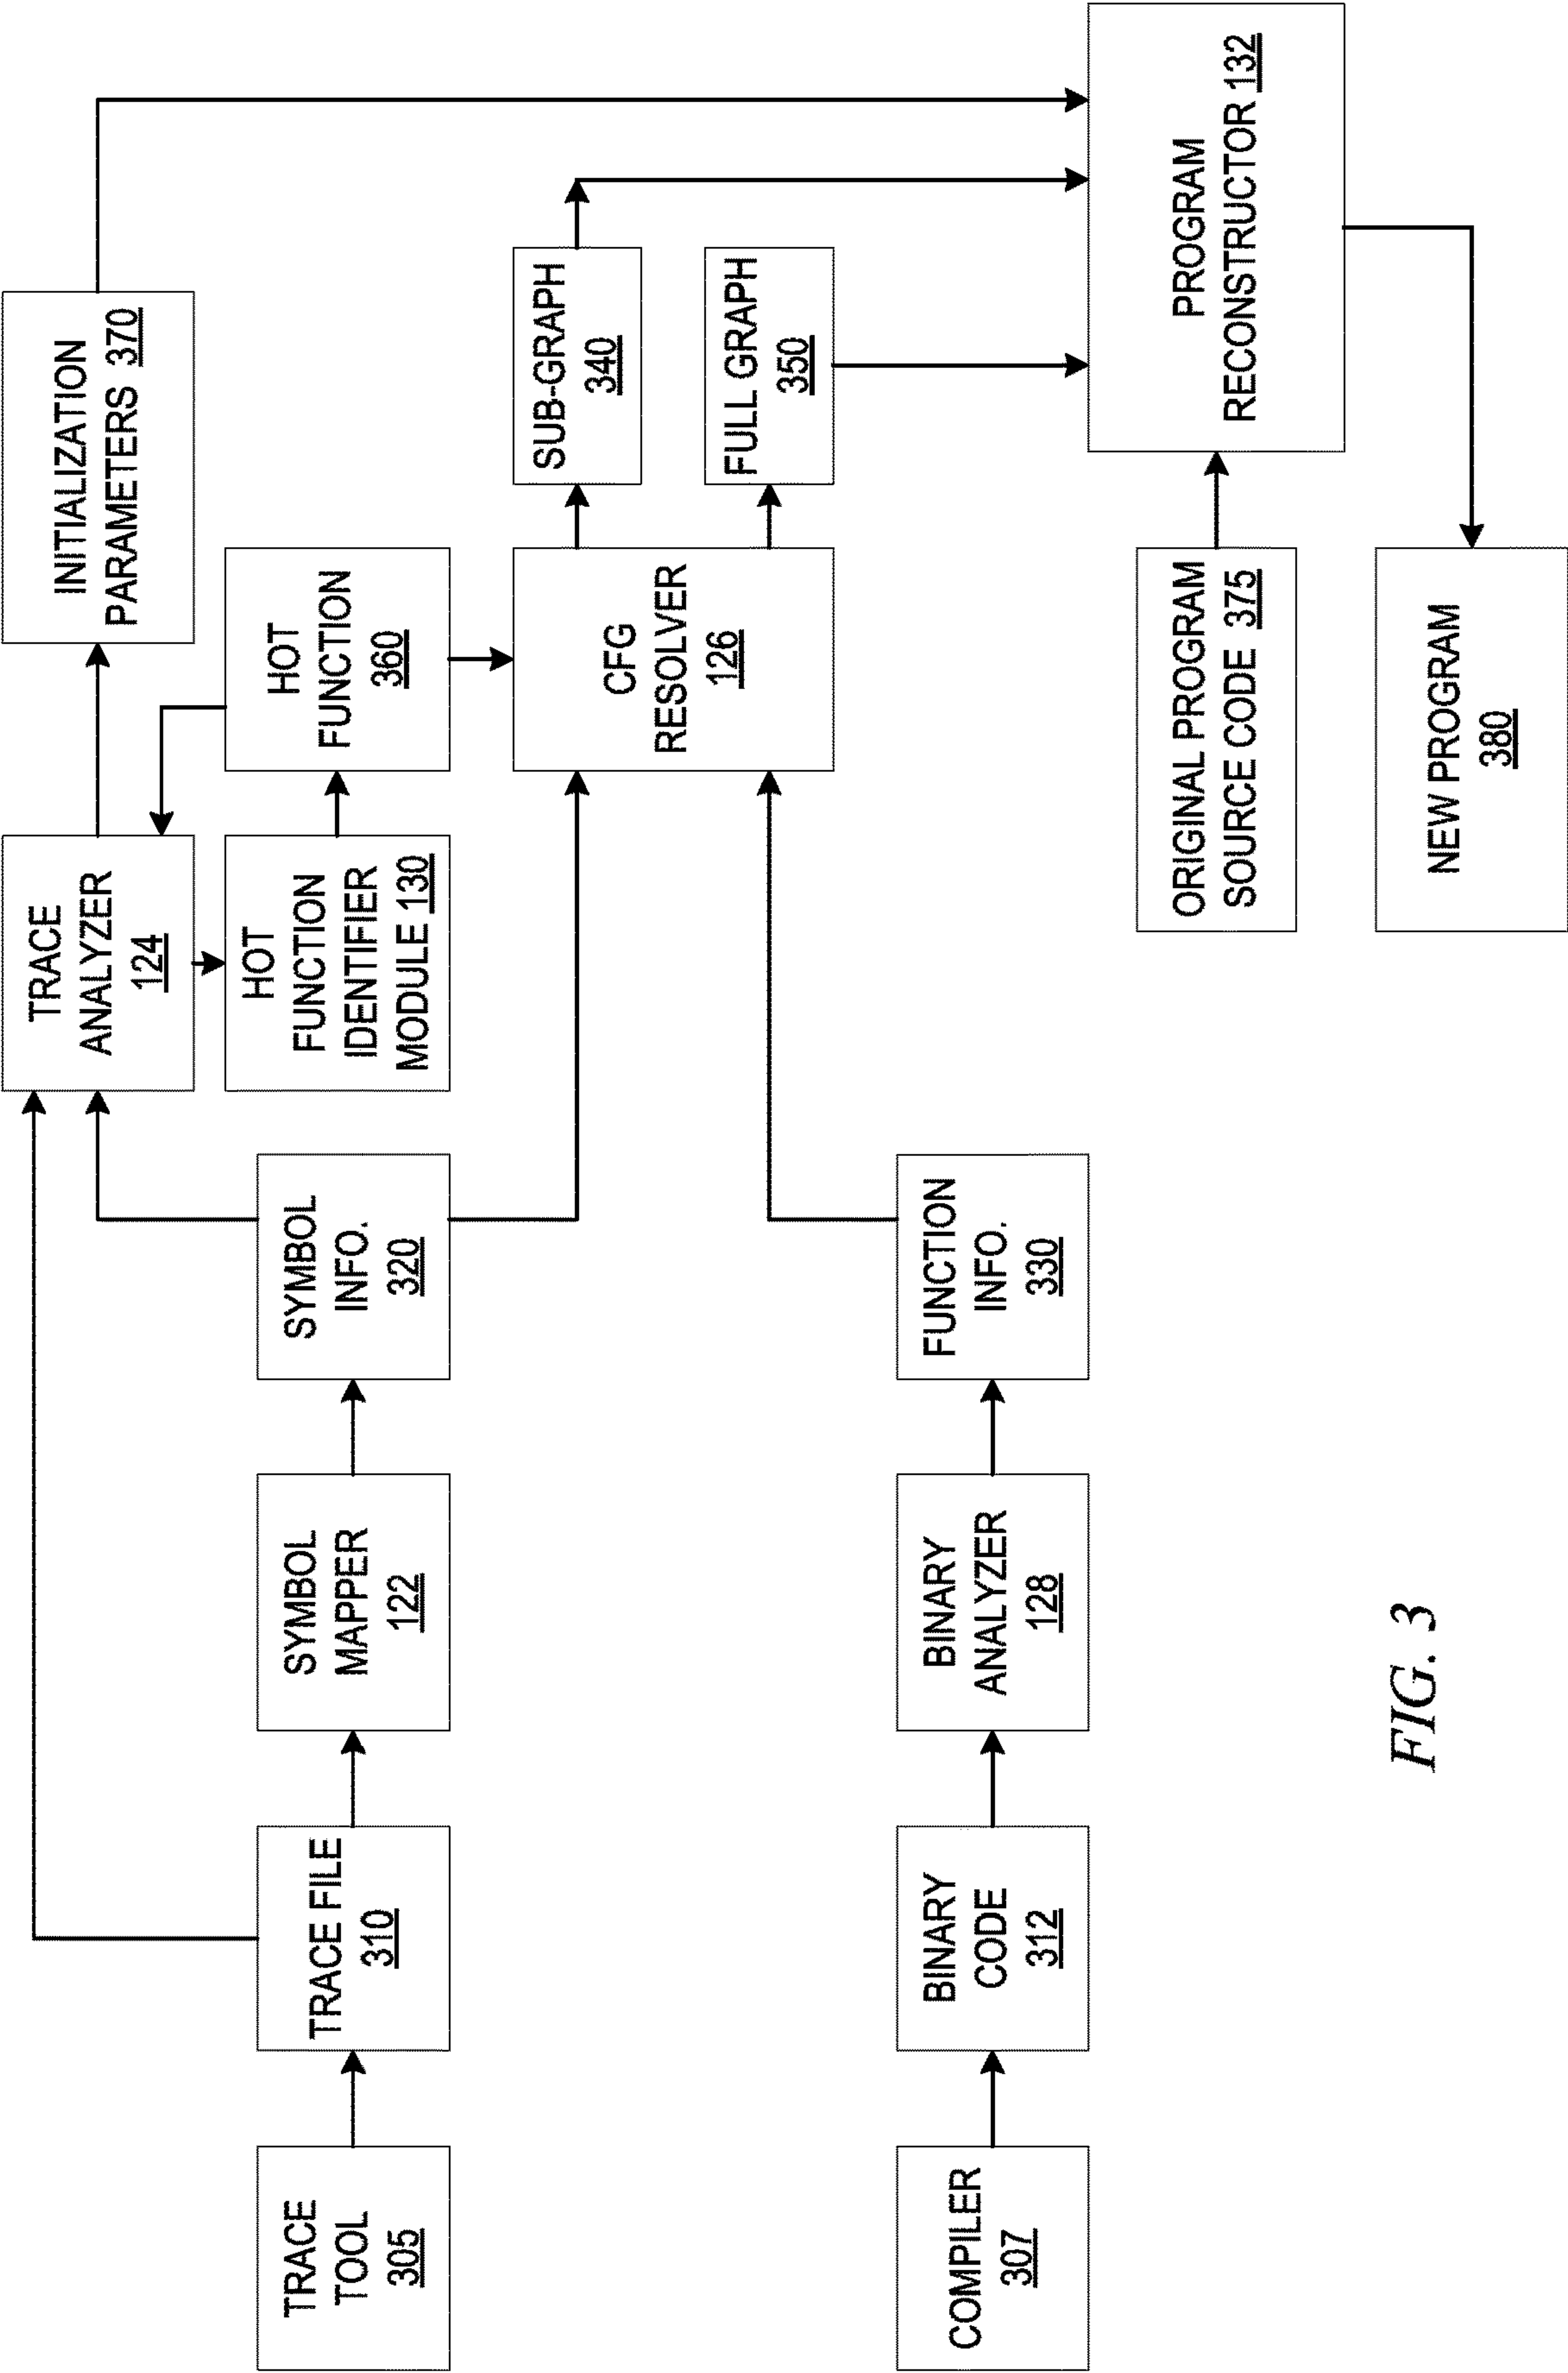 TRACE
TOOL
305
TRACE FILE
310
SYMBOL
MAPPER
122
SYMBOL
INFO.
320
TRACE
ANALYZER
124
HOT
FUNCTION
IDENTIFIER
MODULE 130
HOT
FUNCTION
360
INITIALIZATION
PARAMETERS 370
COMPILER
307
BINARY
CODE
312
BINARY
ANALYZER
128
FUNCTION
INFO.
330
CFG
RESOLVER
126
SUB-GRAPH
340
FULL GRAPH
350
ORIGINAL PROGRAM
SOURCE CODE 375
PROGRAM
RECONSTRUCTOR 132
NEW PROGRAM
380
FIG. 3